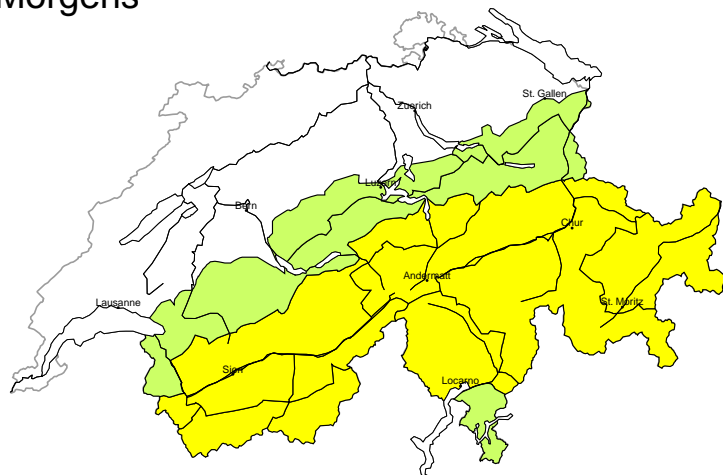 Morgens
St. Gallen
Zuerich
Luzern
Bern
Chur
Andermatt
Lausanne
St. Moritz
Sion
Locarno